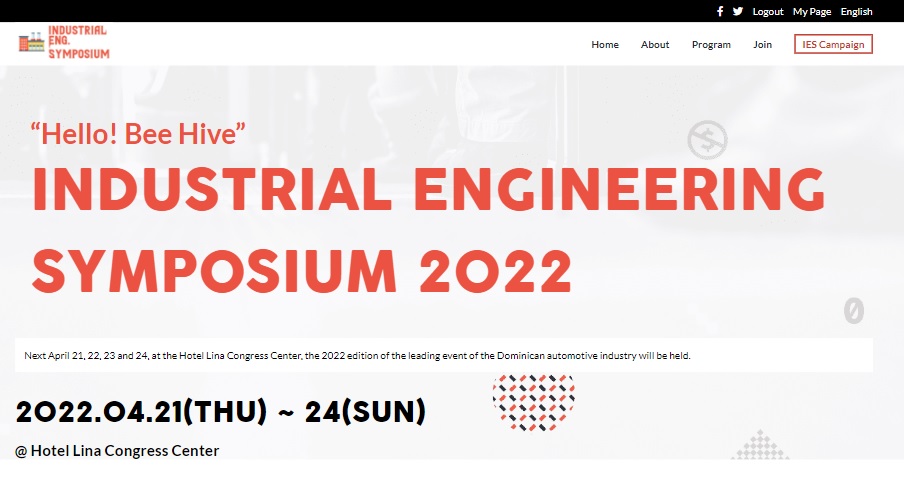 Logout My Page English
INDUSTRIAL
ENG.
SYMPOSIUM
Home About Program Join IES Campaign
“Hello! Bee Hive”
INDUSTRIAL ENGINEERING
SYMPOSIUM 2022
Next April 21, 22, 23 and 24, at the Hotel Lina Congress Center, the 2022 edition of the leading event of the Dominican automotive industry will be held.
2022.04.21(THU) ~ 24(SUN)
@ Hotel Lina Congress Center